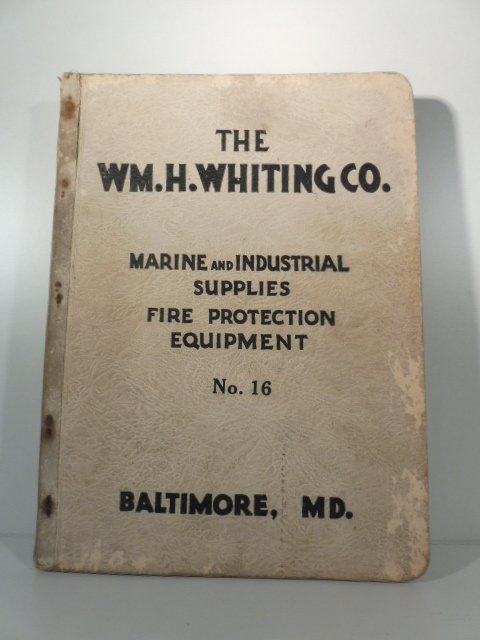 THE
WM. H. WHITING CO.
MARINE AND INDUSTRIAL
SUPPLIES
FIRE PROTECTION
EQUIPMENT
No. 16
BALTIMORE, MD.